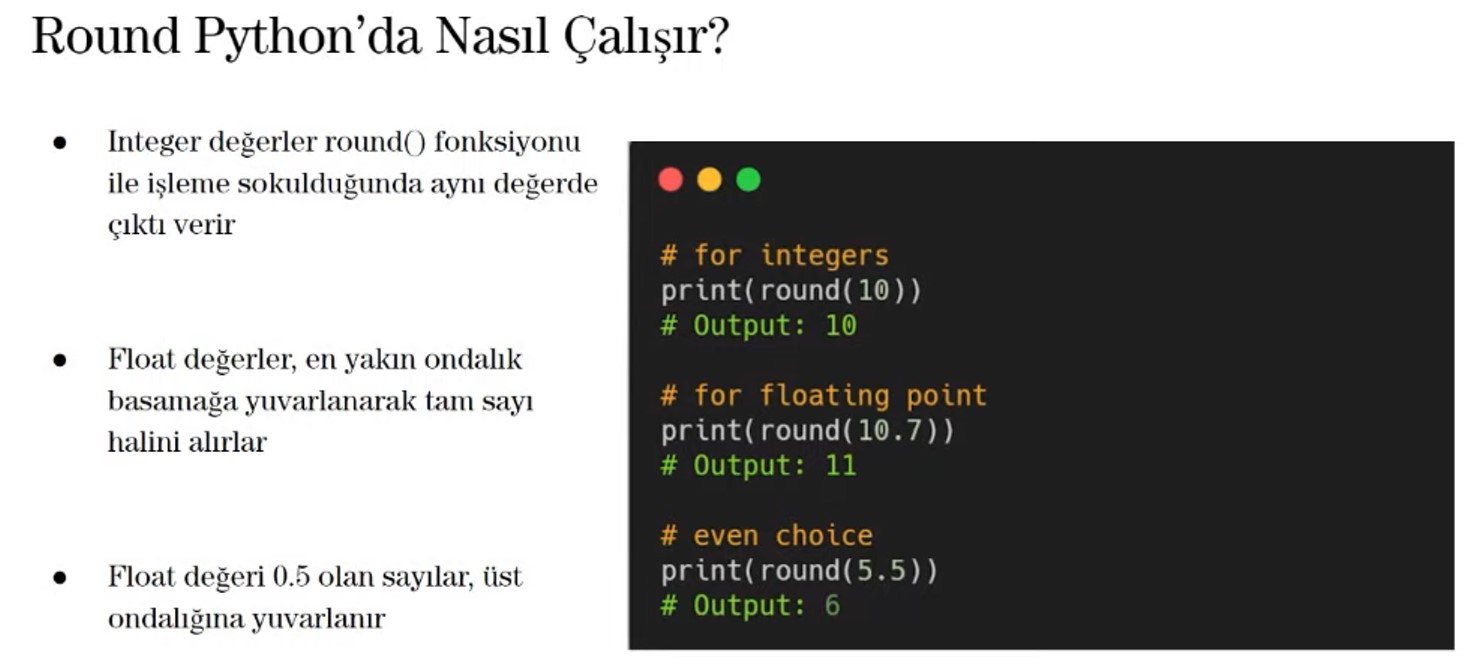 Round Python’da Nasıl Çalışır?
● Integer değerler round() fonksiyonu
ile işleme sokulduğunda aynı değerde
çıktı verir
● Float değerler, en yakın ondalık
basamağa yuvarlanarak tam sayı
halini alırlar
● Float değeri 0.5 olan sayılar, üst
ondalığına yuvarlanır
# for integers
print(round(10))
# Output: 10
# for floating point
print(round(10.7))
# Output: 11
# even choice
print(round(5.5))
# Output: 6